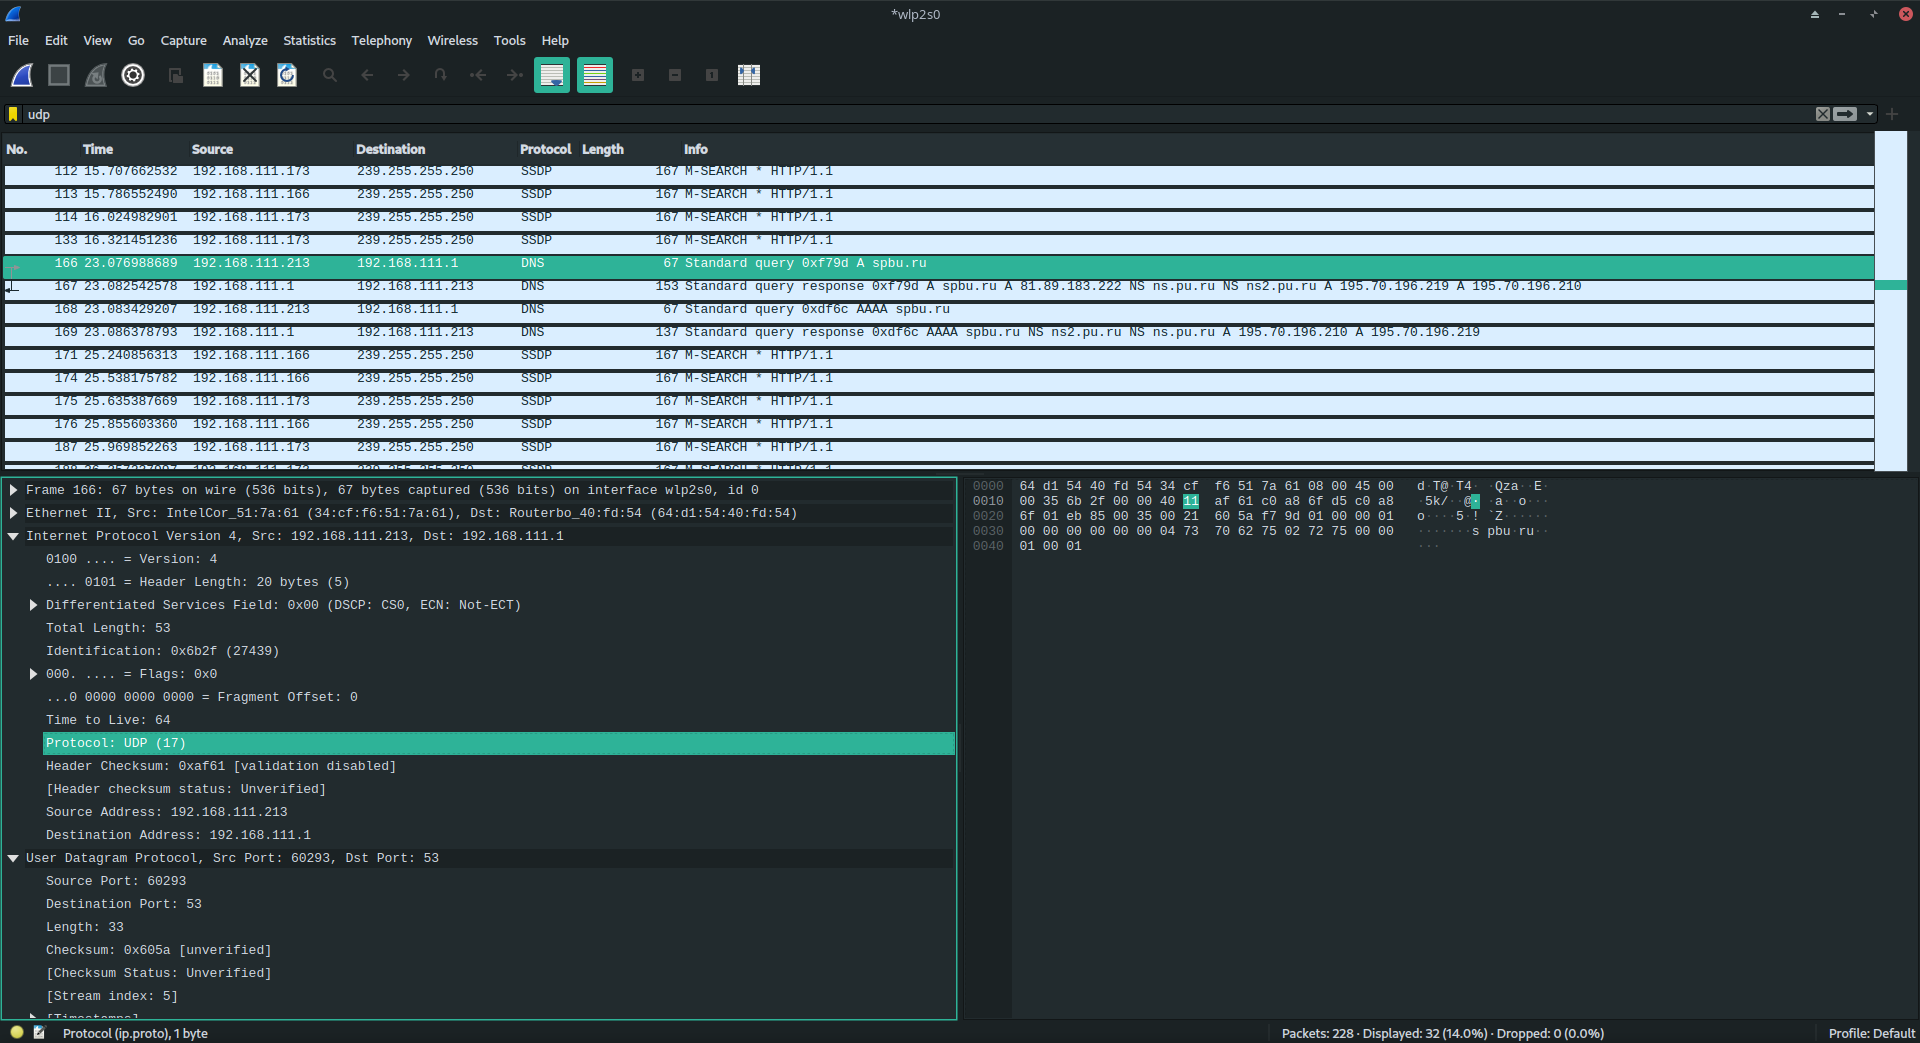 *wlp2s0
File Edit View Go Capture Analyze Statistics Telephony Wireless Tools Help
udp
No. Time Source Destination Protocol Length Info
112 15.707662532 192.168.111.173 239.255.255.250 SSDP 167 M-SEARCH * HTTP/1.1
113 15.786552490 192.168.111.166 239.255.255.250 SSDP 167 M-SEARCH * HTTP/1.1
114 16.024982901 192.168.111.173 239.255.255.250 SSDP 167 M-SEARCH * HTTP/1.1
133 16.321451236 192.168.111.173 239.255.255.250 SSDP 167 M-SEARCH * HTTP/1.1
166 23.076988689 192.168.111.213 192.168.111.1 DNS 67 Standard query 0xf79d A spbu.ru
167 23.082542578 192.168.111.1 192.168.111.213 DNS 153 Standard query response 0xf79d A spbu.ru A 81.89.183.222 NS ns.pu.ru NS ns2.pu.ru A 195.70.196.219 A 195.70.196.210
168 23.083429207 192.168.111.213 192.168.111.1 DNS 67 Standard query 0xdf6c AAAA spbu.ru
169 23.086378793 192.168.111.1 192.168.111.213 DNS 137 Standard query response 0xdf6c AAAA spbu.ru NS ns2.pu.ru NS ns.pu.ru A 195.70.196.210 A 195.70.196.219
171 25.240856313 192.168.111.166 239.255.255.250 SSDP 167 M-SEARCH * HTTP/1.1
174 25.538175782 192.168.111.166 239.255.255.250 SSDP 167 M-SEARCH * HTTP/1.1
175 25.635387669 192.168.111.173 239.255.255.250 SSDP 167 M-SEARCH * HTTP/1.1
176 25.855603360 192.168.111.166 239.255.255.250 SSDP 167 M-SEARCH * HTTP/1.1
187 25.969852263 192.168.111.173 239.255.255.250 SSDP 167 M-SEARCH * HTTP/1.1
Frame 166: 67 bytes on wire (536 bits), 67 bytes captured (536 bits) on interface wlp2s0, id 0
Ethernet II, Src: IntelCor_51:7a:61 (34:cf:f6:51:7a:61), Dst: Routerbo_40:fd:54 (64:d1:54:40:fd:54)
Internet Protocol Version 4, Src: 192.168.111.213, Dst: 192.168.111.1
0100 .... = Version: 4
.... 0101 = Header Length: 20 bytes (5)
Differentiated Services Field: 0x00 (DSCP: CS0, ECN: Not-ECT)
Total Length: 53
Identification: 0x6b2f (27439)
000. .... = Flags: 0x0
...0 0000 0000 0000 = Fragment Offset: 0
Time to Live: 64
Protocol: UDP (17)
Header Checksum: 0xaf61 [validation disabled]
[Header checksum status: Unverified]
Source Address: 192.168.111.213
Destination Address: 192.168.111.1
User Datagram Protocol, Src Port: 60293, Dst Port: 53
Source Port: 60293
Destination Port: 53
Length: 33
Checksum: 0x605a [unverified]
[Checksum Status: Unverified]
[Stream index: 5]
[Timestamps]
0000 64 d1 54 40 fd 54 34 cf f6 51 7a 61 08 00 45 00 d·T@·T4· ·Qza··E·
0010 00 35 6b 2f 00 00 40 11 af 61 c0 a8 6f d5 c0 a8 ·5k/··@· ·a··o···
0020 6f 01 eb 85 00 35 00 21 60 5a f7 9d 01 00 00 01 o····5·! `Z······
0030 00 00 00 00 00 00 04 73 70 62 75 02 72 75 00 00 ·······s pbu·ru··
0040 01 00 01 ···
Protocol (ip.proto), 1 byte
Packets: 228 · Displayed: 32 (14.0%) · Dropped: 0 (0.0%)
Profile: Default